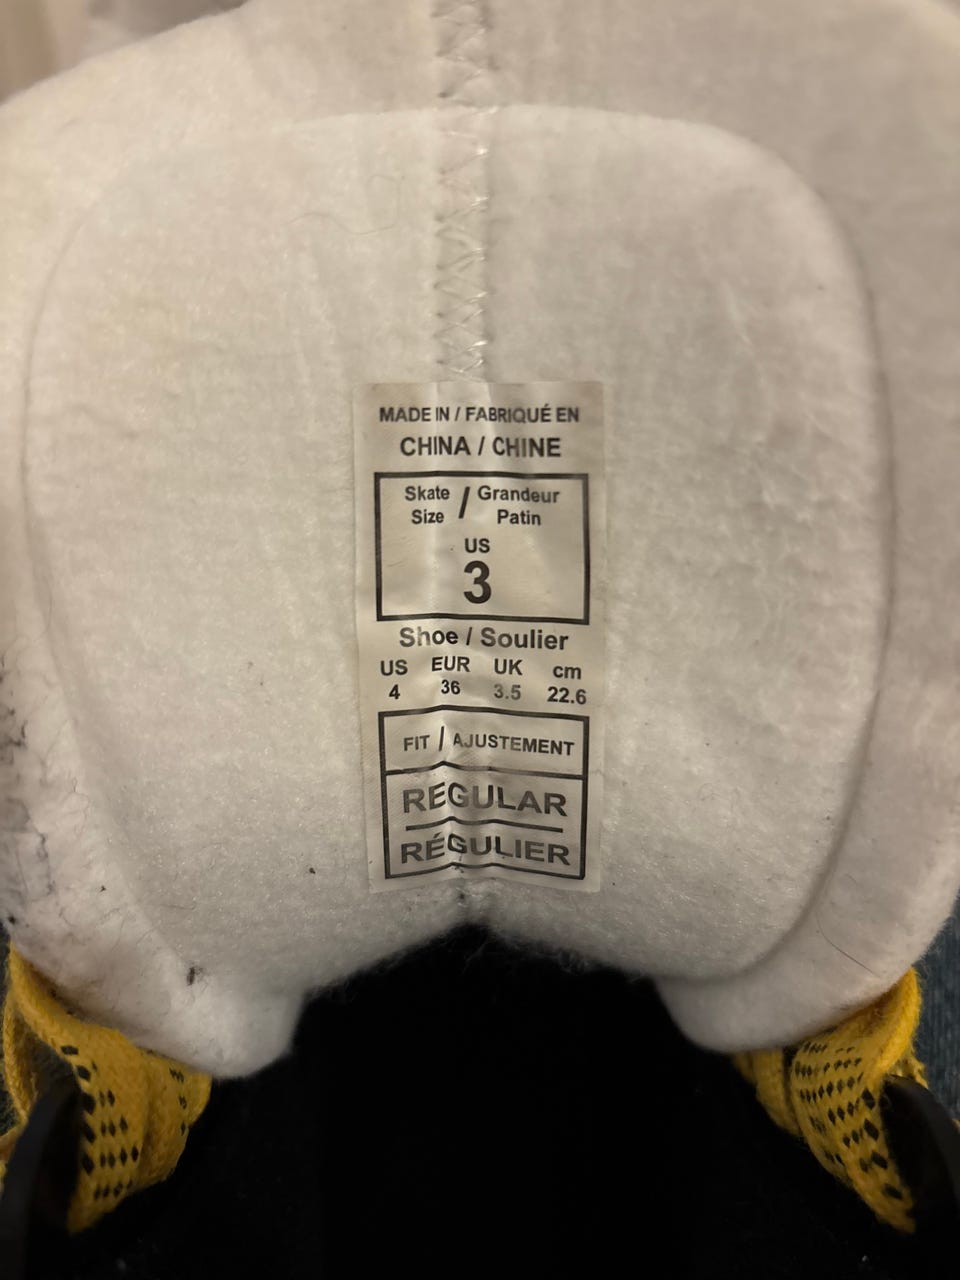 MADE IN / FABRIQUÉ EN
CHINA / CHINE
Skate Size / Grandeur Patin
US
3
Shoe / Soulier
US EUR UK cm
4 36 3.5 22.6
FIT / AJUSTEMENT
REGULAR
RÉGULIER